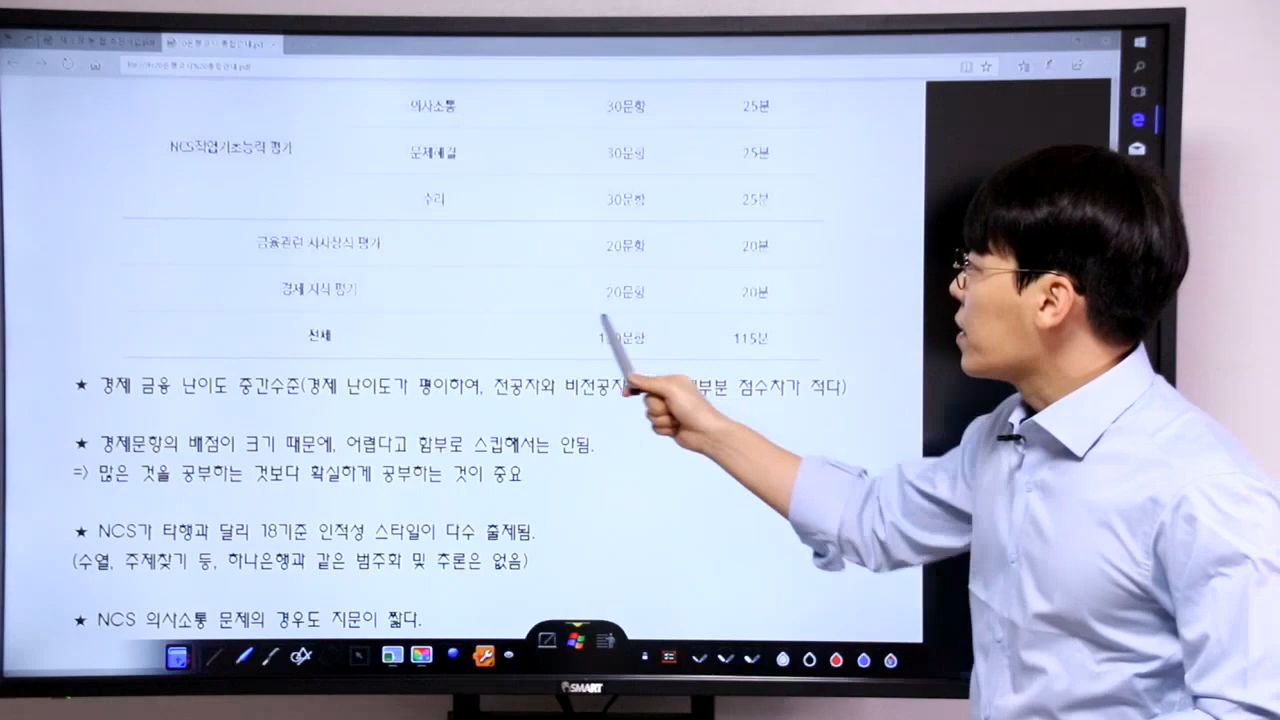 의사소통 30문항 25분
NCS직업기초능력 평가 문제해결 30문항 25분
수리 30문항 25분
금융관련 시사상식 평가 20문항 20분
경제 지식 평가 20문항 20분
전체 115분
★ 경제 금융 난이도 중간수준(경제 난이도가 평이하여, 전공자와 비전공자 점수차가 적다)
★ 경제문항의 배점이 크기 때문에, 어렵다고 함부로 스킵해서는 안됨.
=> 많은 것을 공부하는 것보다 확실하게 공부하는 것이 중요
★ NCS가 타행과 달리 18기준 인적성 스타일이 다수 출제됨.
(수열, 주제찾기 등, 하나은행과 같은 범주화 및 추론은 없음)
★ NCS 의사소통 문제의 경우도 지문이 짧다.
SMART